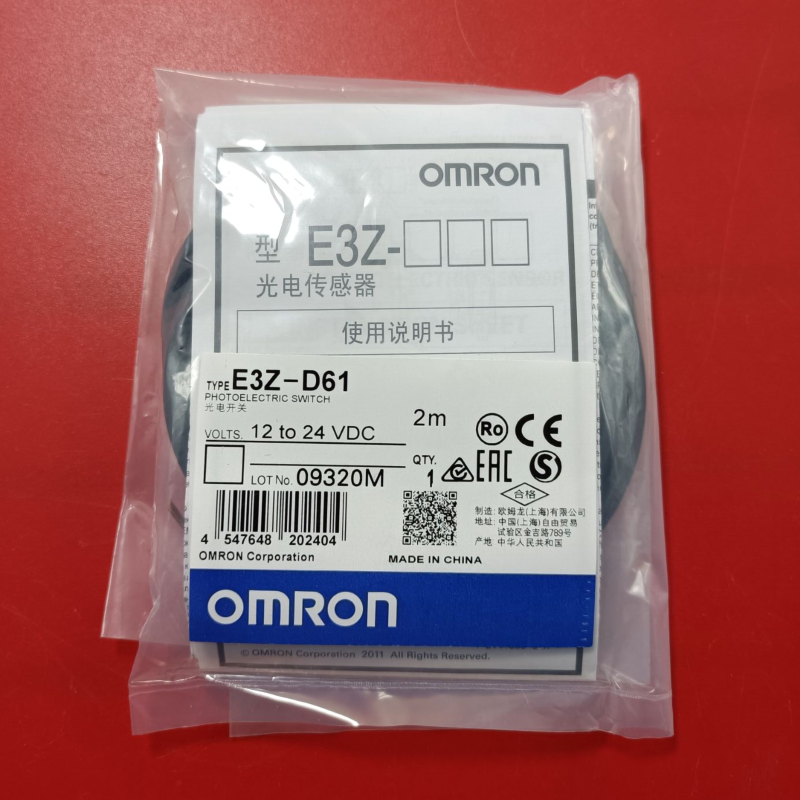 OMRON
型 E3Z-□□□
光电传感器
使用说明书
TYPE E3Z-D61
PHOTOELECTRIC SWITCH
光电开关
2m
VOLTS. 12 to 24 VDC
LOT No. 09320M
QTY. 1
Ro CE
EAC S
合格
制造: 欧姆龙(上海)有限公司
地址: 中国(上海)自由贸易
试验区金吉路789号
产地: 中华人民共和国
4 547648 202404
OMRON Corporation
MADE IN CHINA
OMRON
© OMRON Corporation 2011 All Rights Reserved.